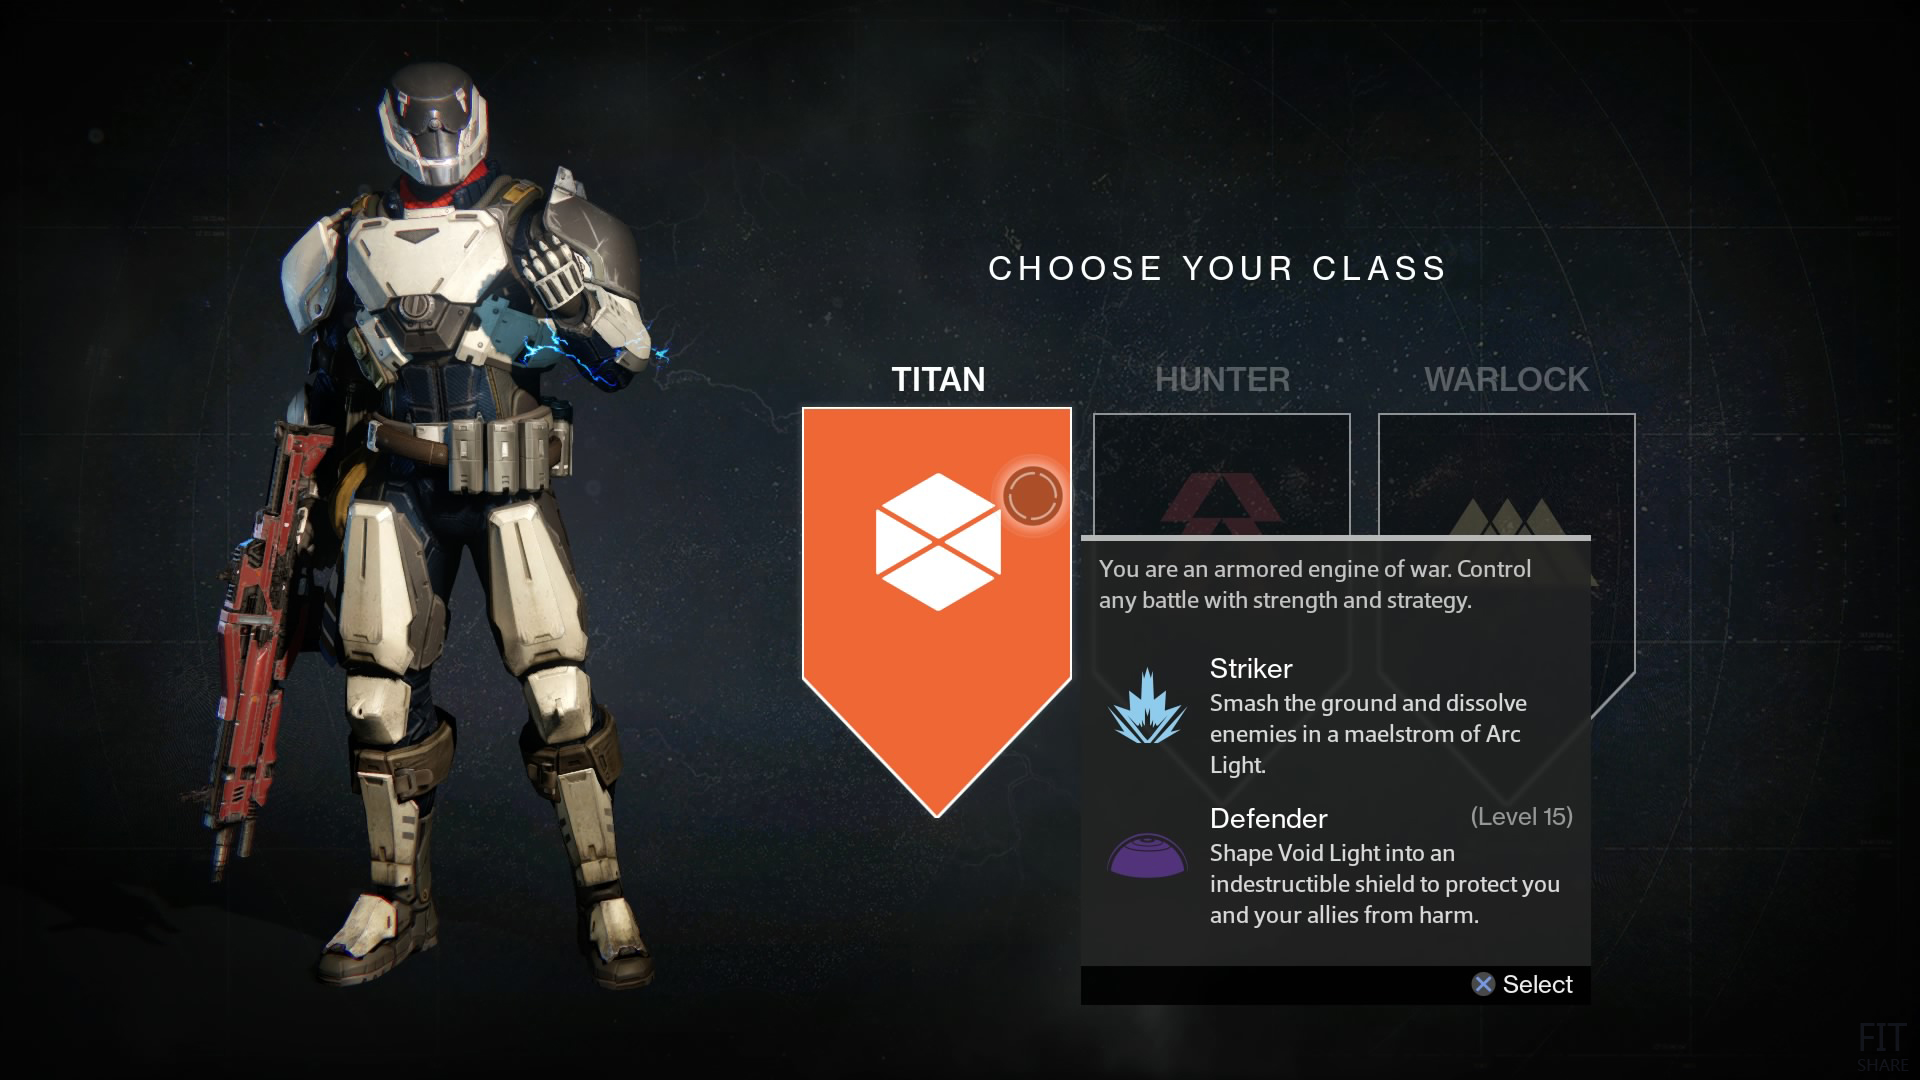 CHOOSE YOUR CLASS
TITAN
HUNTER
WARLOCK
You are an armored engine of war. Control
any battle with strength and strategy.
Striker
Smash the ground and dissolve
enemies in a maelstrom of Arc
Light.
Defender
(Level 15)
Shape Void Light into an
indestructible shield to protect you
and your allies from harm.
Select
FIT
SHARE